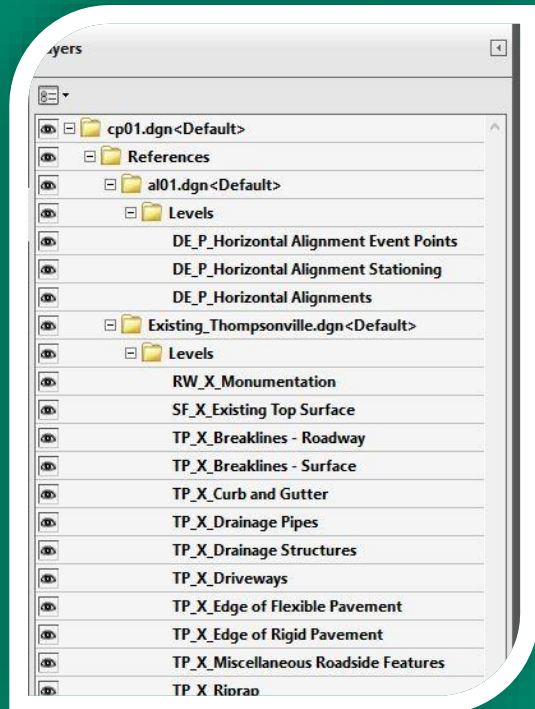 ayers
cp01.dgn<Default>
References
al01.dgn<Default>
Levels
DE_P_Horizontal Alignment Event Points
DE_P_Horizontal Alignment Stationing
DE_P_Horizontal Alignments
Existing_Thompsonville.dgn<Default>
Levels
RW_X_Monumentation
SF_X_Existing Top Surface
TP_X_Breaklines - Roadway
TP_X_Breaklines - Surface
TP_X_Curb and Gutter
TP_X_Drainage Pipes
TP_X_Drainage Structures
TP_X_Driveways
TP_X_Edge of Flexible Pavement
TP_X_Edge of Rigid Pavement
TP_X_Miscellaneous Roadside Features
TP_X_Riprap